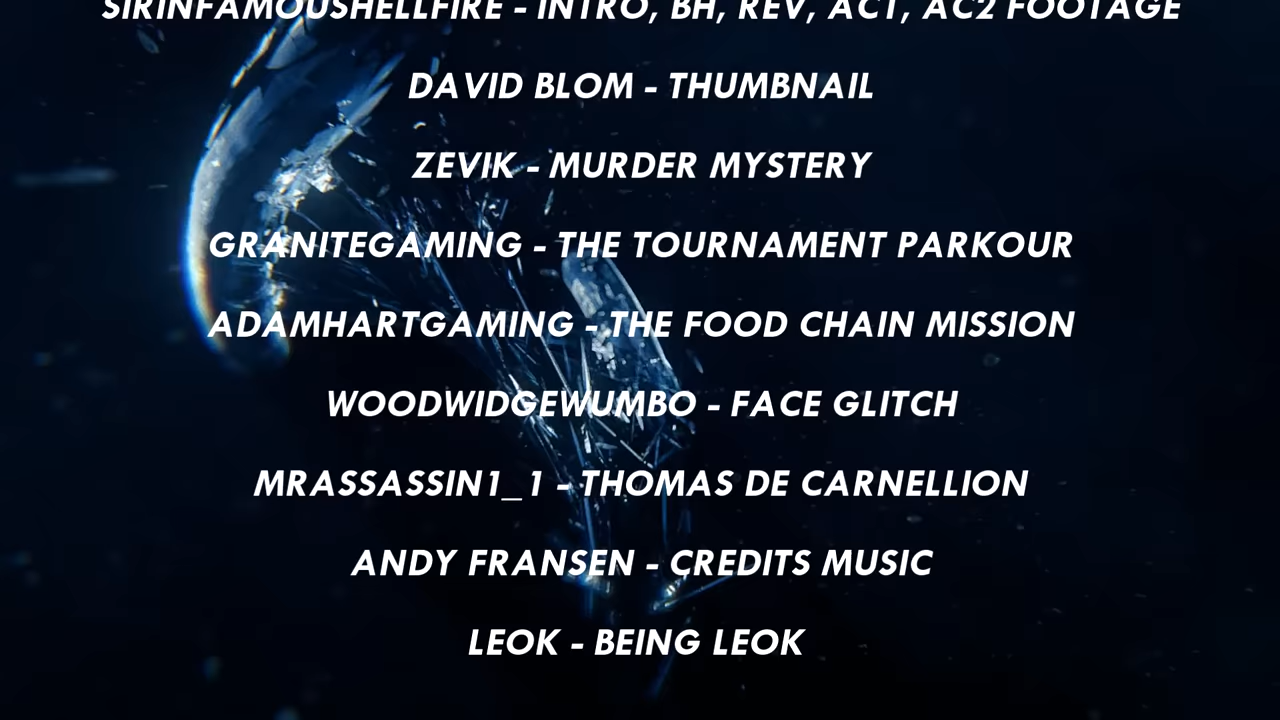 SIRINFAMOUSHELLFIRE - INTRO, BH, REV, AC1, AC2 FOOTAGE
DAVID BLOM - THUMBNAIL
ZEVIK - MURDER MYSTERY
GRANITEGAMING - THE TOURNAMENT PARKOUR
ADAMHARTGAMING - THE FOOD CHAIN MISSION
WOODWIDGEWUMBO - FACE GLITCH
MRASSASSIN1_1 - THOMAS DE CARNELLION
ANDY FRANSEN - CREDITS MUSIC
LEOK - BEING LEOK